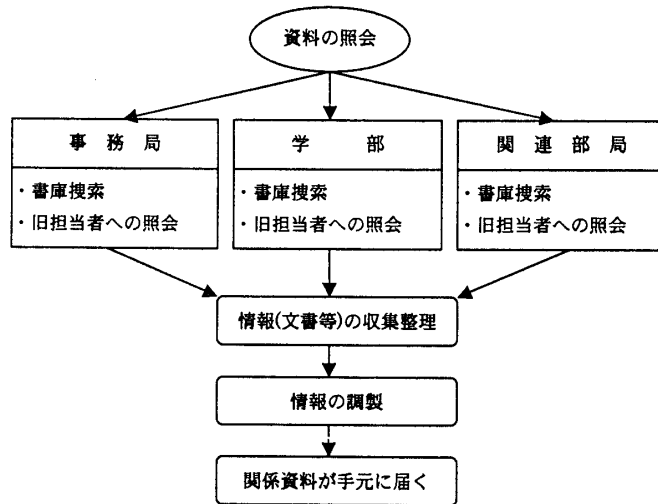 資料の照会
事務局
・書庫捜索
・旧担当者への照会
学部
・書庫捜索
・旧担当者への照会
関連部局
・書庫捜索
・旧担当者への照会
情報(文書等)の収集整理
情報の調製
関係資料が手元に届く